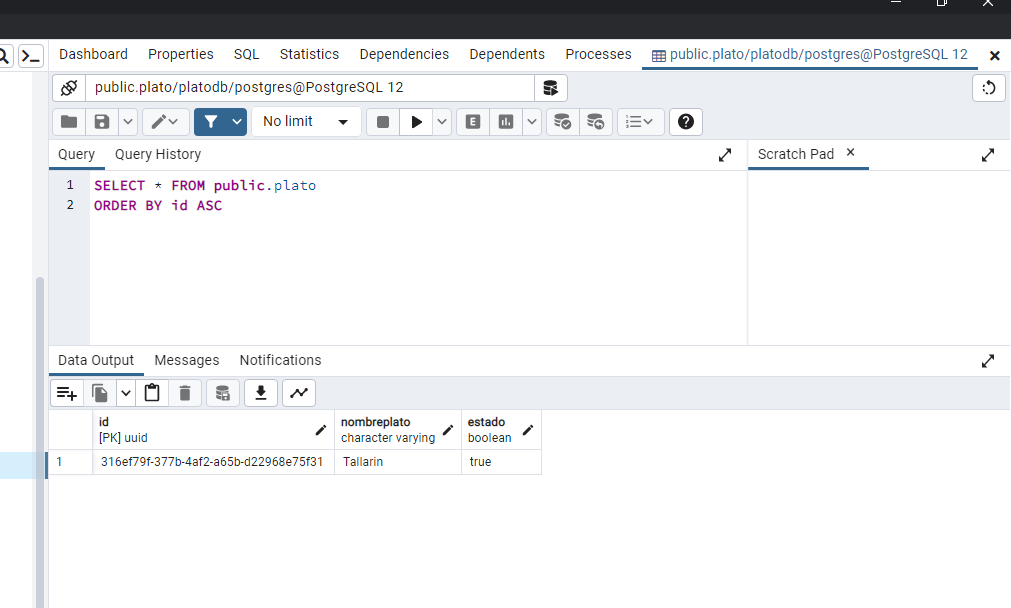 Dashboard Properties SQL Statistics Dependencies Dependents Processes public.plato/platodb/postgres@PostgreSQL 12
public.plato/platodb/postgres@PostgreSQL 12
No limit E
Query Query History Scratch Pad
1 SELECT * FROM public.plato
2 ORDER BY id ASC
Data Output Messages Notifications
id nombreplato estado
[PK] uuid character varying boolean
1 316ef79f-377b-4af2-a65b-d22968e75f31 Tallarin true